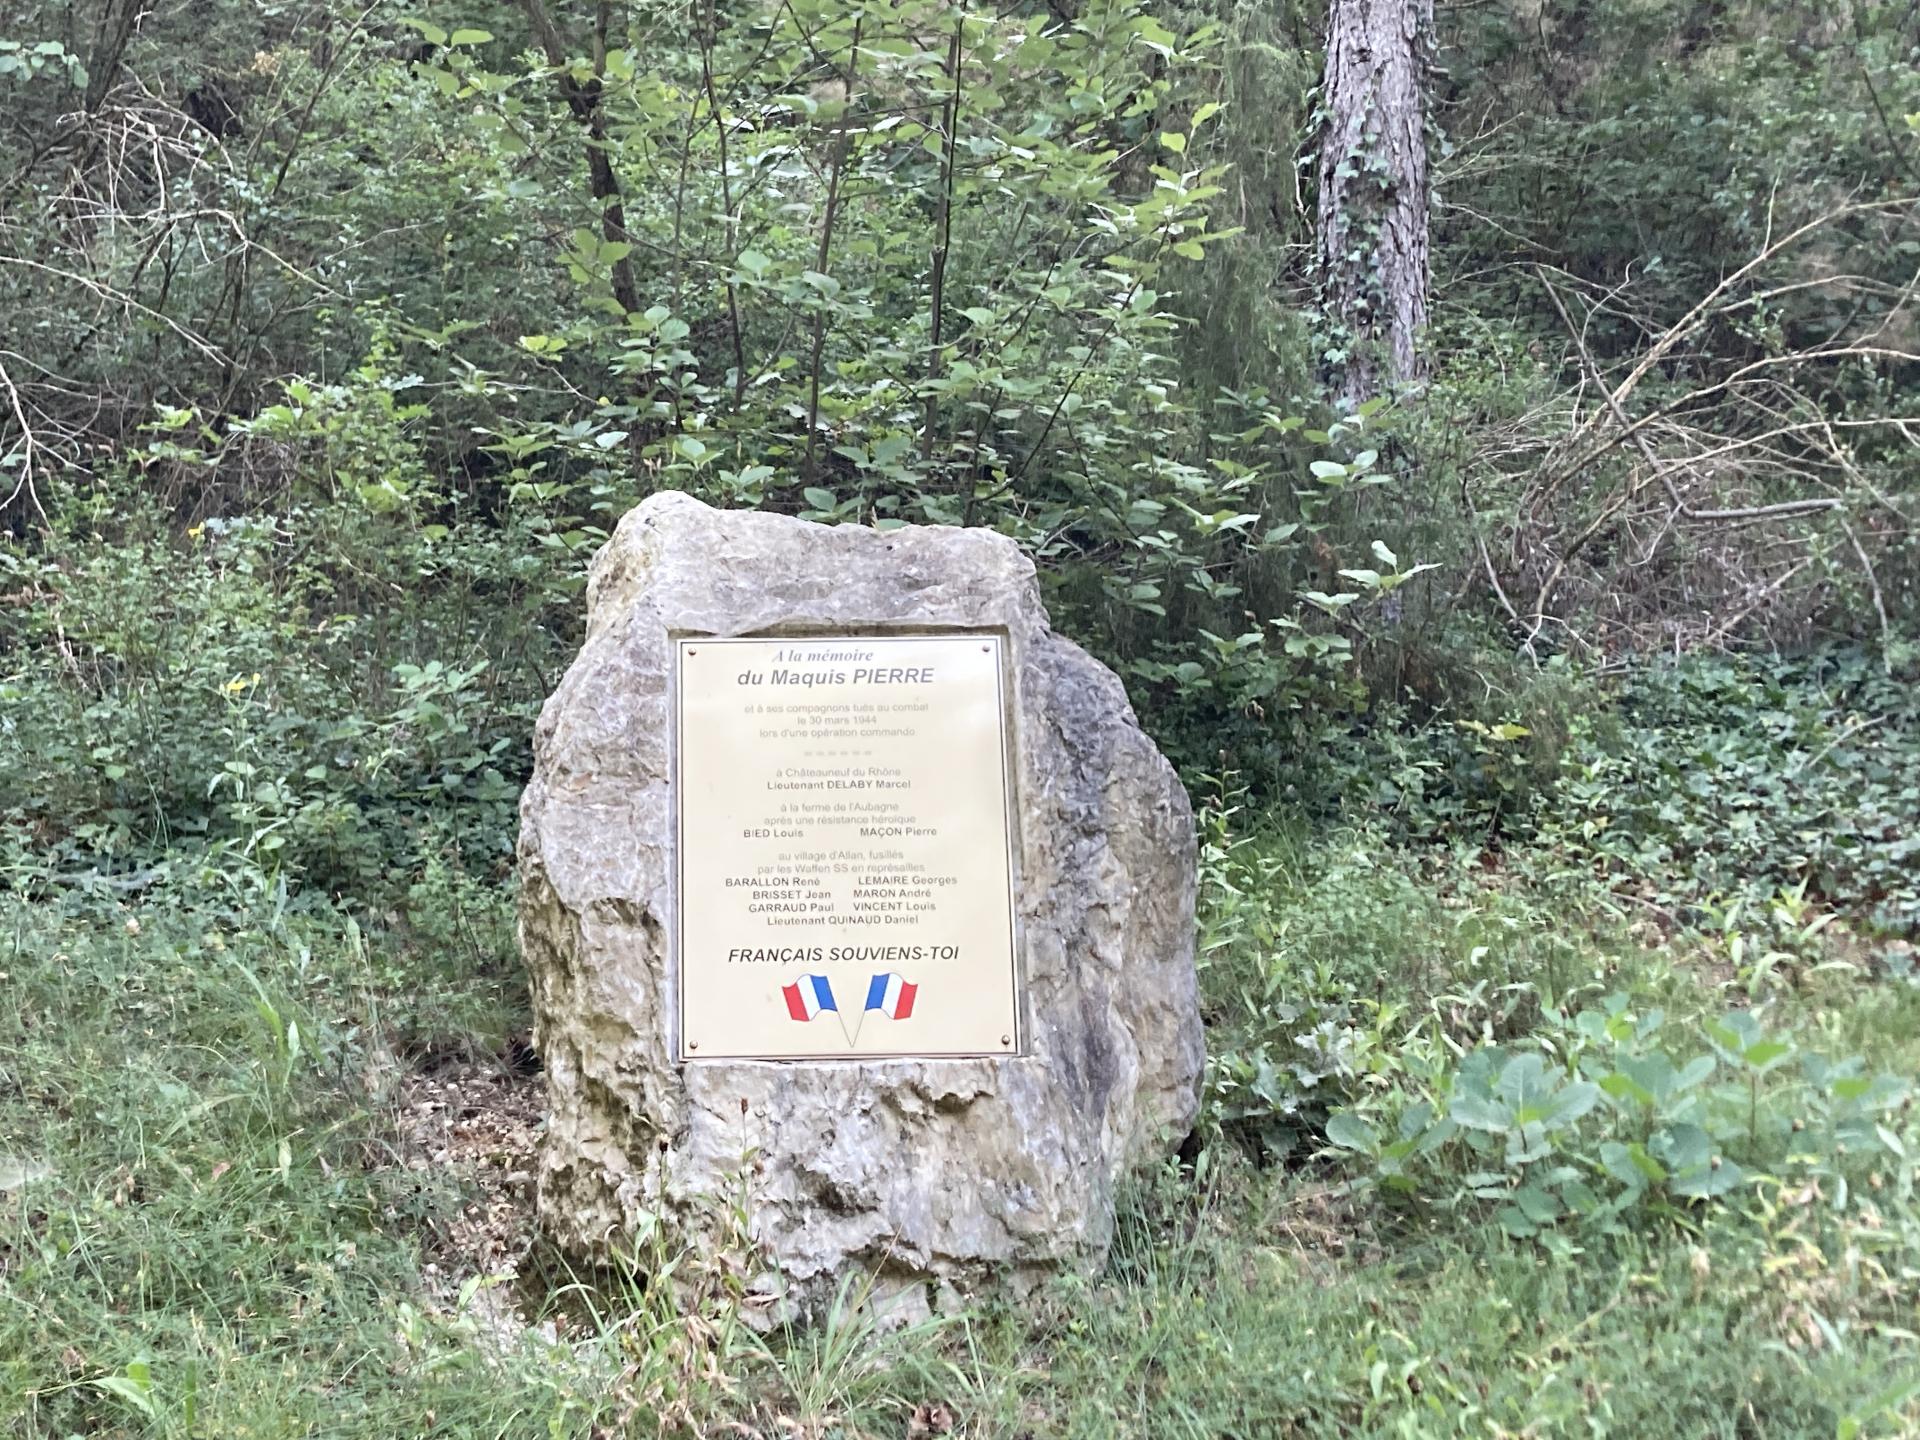 A la mémoire
du Maquis PIERRE
et à ses compagnons tués au combat
le 30 mars 1944
lors d'une opération commando
à Châteauneuf du Rhône
Lieutenant DELABY Marcel
à la ferme de l'Aubagne
après une résistance héroïque
BIED Louis MAÇON Pierre
au village d'Allan, fusillés
par les Waffen SS en représailles
BARALLON René LEMAIRE Georges
BRISSET Jean MARON André
GARRAUD Paul VINCENT Louis
Lieutenant QUINAUD Daniel
FRANÇAIS SOUVIENS-TOI